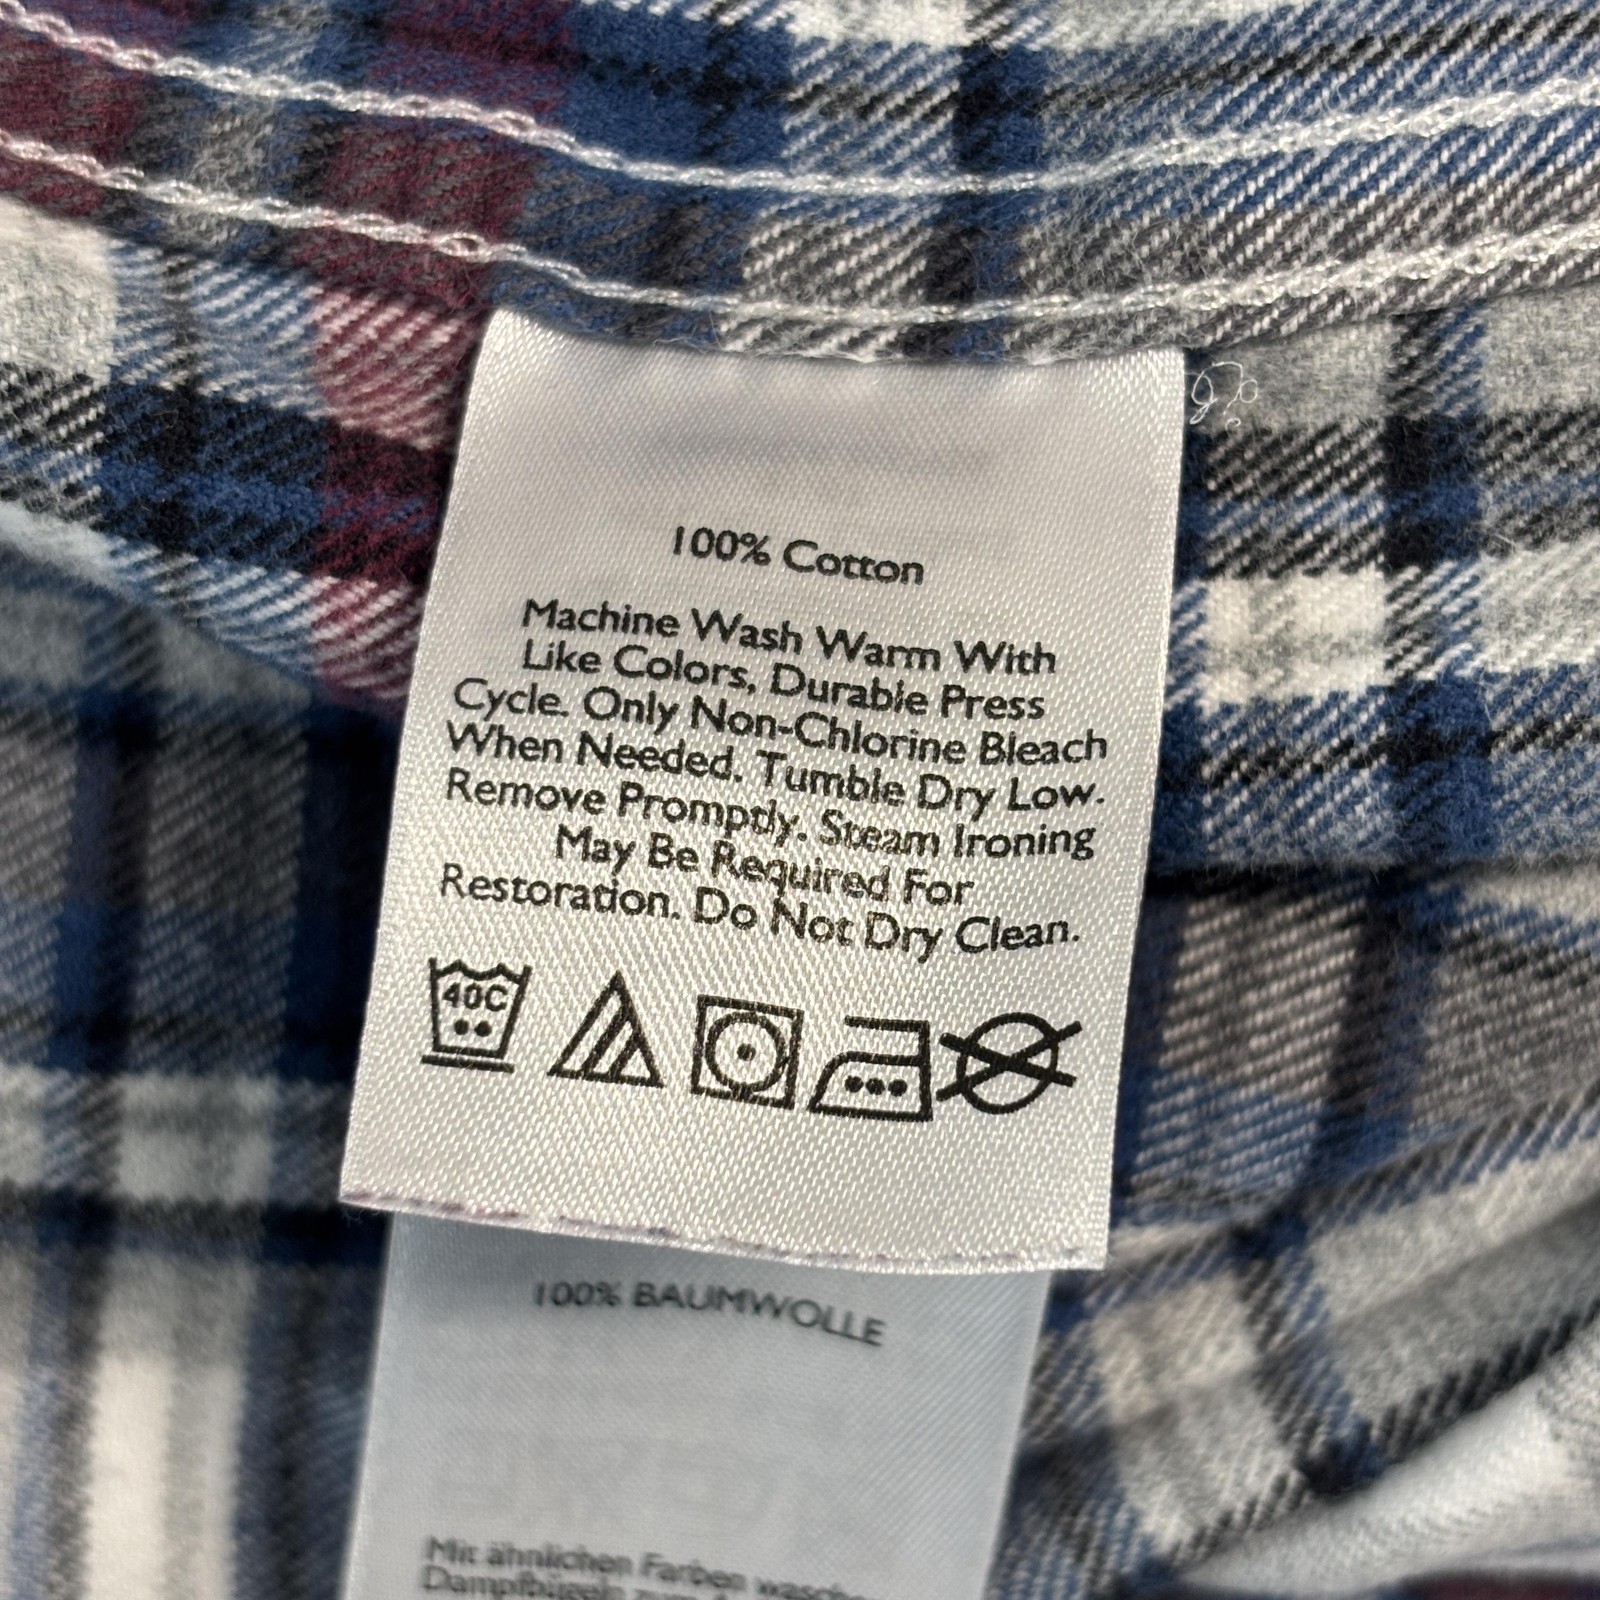 100% Cotton
Machine Wash Warm With
Like Colors, Durable Press
Cycle. Only Non-Chlorine Bleach
When Needed. Tumble Dry Low.
Remove Promptly. Steam Ironing
May Be Required For
Restoration. Do Not Dry Clean.
40C
100% BAUMWOLLE
Mit ähnlichen Farben
Dampfbügeln